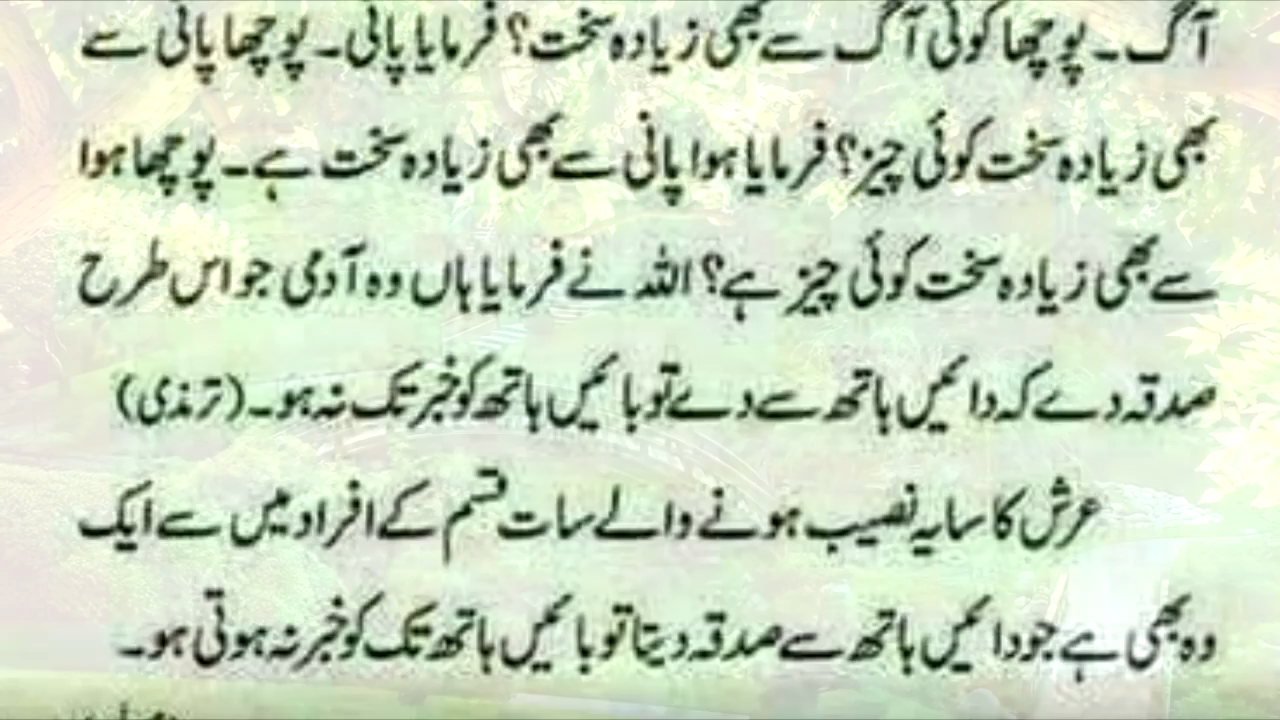 آگ۔ پوچھا کوئی آگ سے بھی زیادہ سخت؟ فرمایا پانی۔ پوچھا پانی سے
بھی زیادہ سخت کوئی چیز؟ فرمایا ہوا پانی سے بھی زیادہ سخت ہے۔ پوچھا ہوا
سے بھی زیادہ سخت کوئی چیز ہے؟ اللہ نے فرمایا ہاں وہ آدمی جو اس طرح
صدقہ دے کہ دائیں ہاتھ سے دے تو بائیں ہاتھ کو خبر تک نہ ہو۔ (ترمذی)
عرش کا سایہ نصیب ہونے والے سات قسم کے افراد میں سے ایک
وہ بھی ہے جو دائیں ہاتھ سے صدقہ دیتا تو بائیں ہاتھ تک کو خبر نہ ہوتی ہو۔